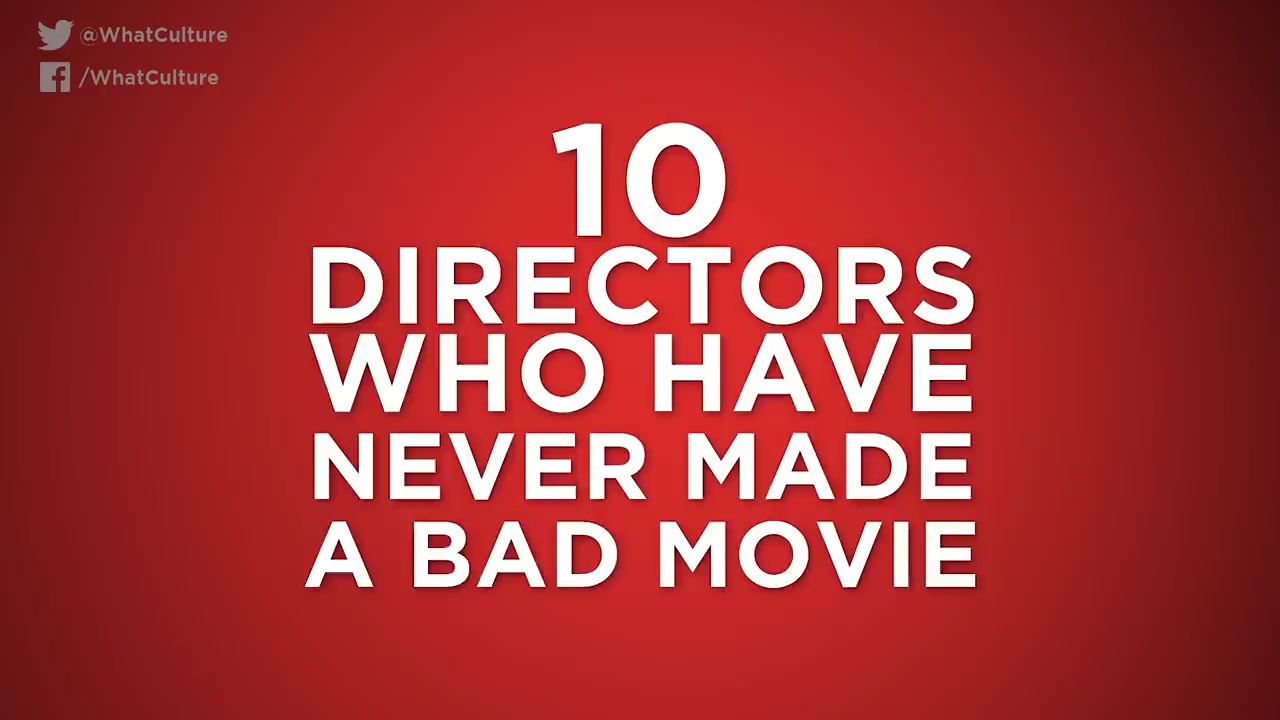 @WhatCulture
/WhatCulture
10
DIRECTORS
WHO HAVE
NEVER MADE
A BAD MOVIE